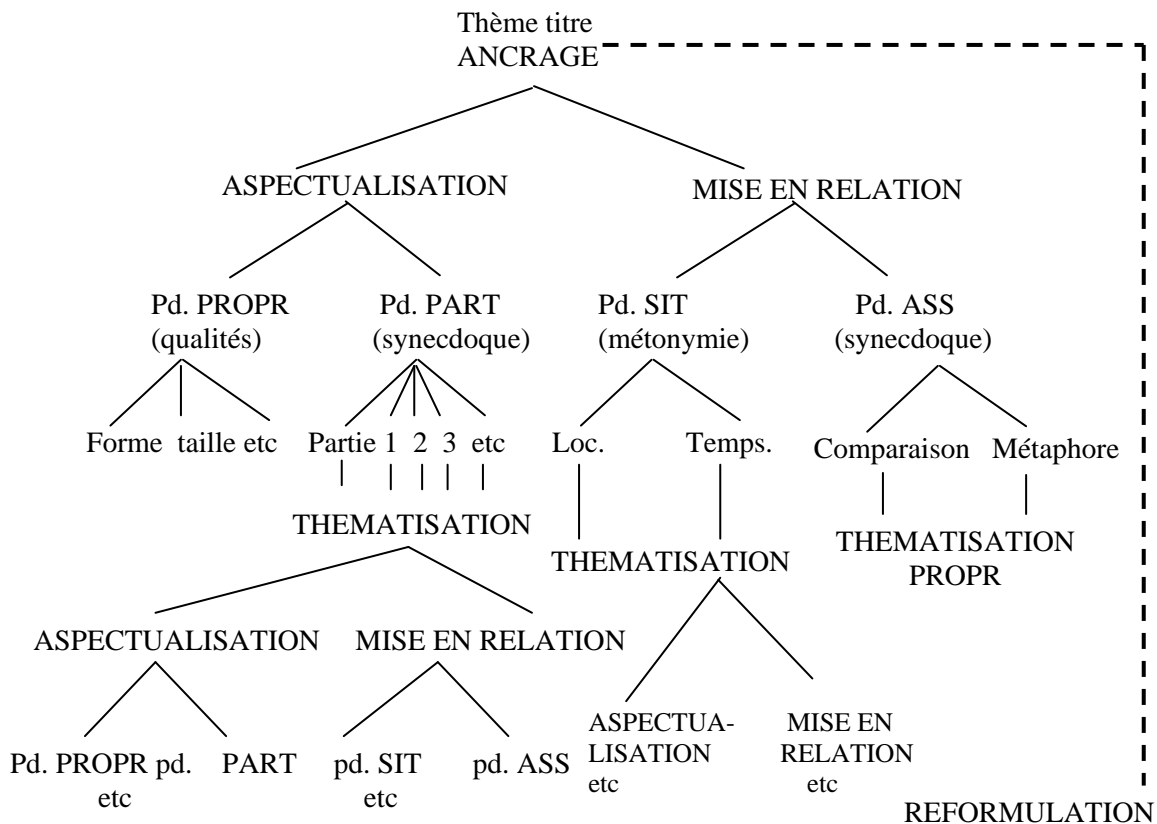 Thème titre
ANCRAGE
ASPECTUALISATION
MISE EN RELATION
Pd. PROPR
(qualités)
Pd. PART
(synecdoque)
Pd. SIT
(métonymie)
Pd. ASS
(synecdoque)
Forme taille etc
Partie 1 2 3 etc
Loc.
Temps.
Comparaison
Métaphore
THEMATISATION
THEMATISATION
THEMATISATION
PROPR
ASPECTUALISATION
MISE EN RELATION
ASPECTUA-
LISATION
etc
MISE EN
RELATION
etc
Pd. PROPR pd.
etc
PART
pd. SIT
etc
pd. ASS
REFORMULATION